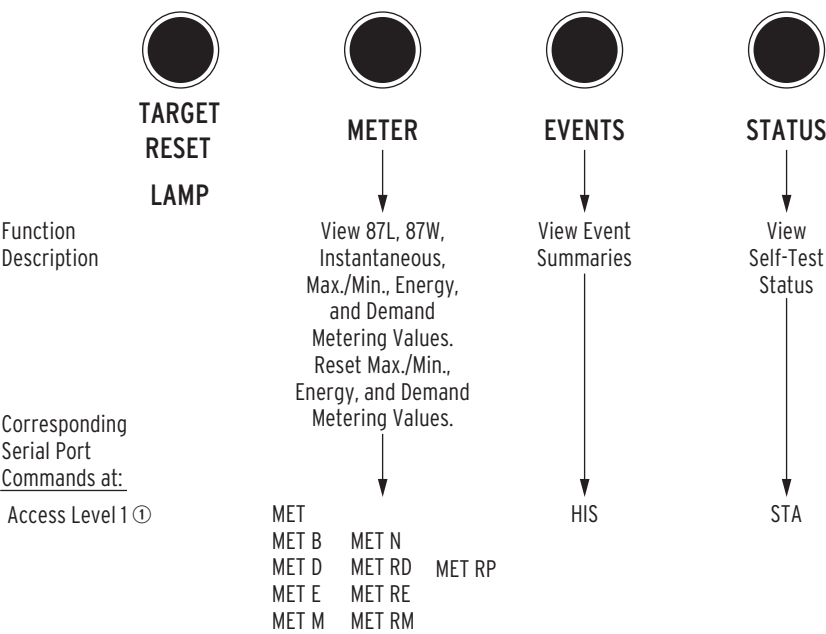 TARGET
RESET
LAMP
METER
EVENTS
STATUS
Function
Description
View 87L, 87W,
Instantaneous,
Max./Min., Energy,
and Demand
Metering Values.
Reset Max./Min.,
Energy, and Demand
Metering Values.
View Event
Summaries
View
Self-Test
Status
Corresponding
Serial Port
Commands at:
Access Level 1 ①
MET
MET B MET N
MET D MET RD MET RP
MET E MET RE
MET M MET RM
HIS
STA